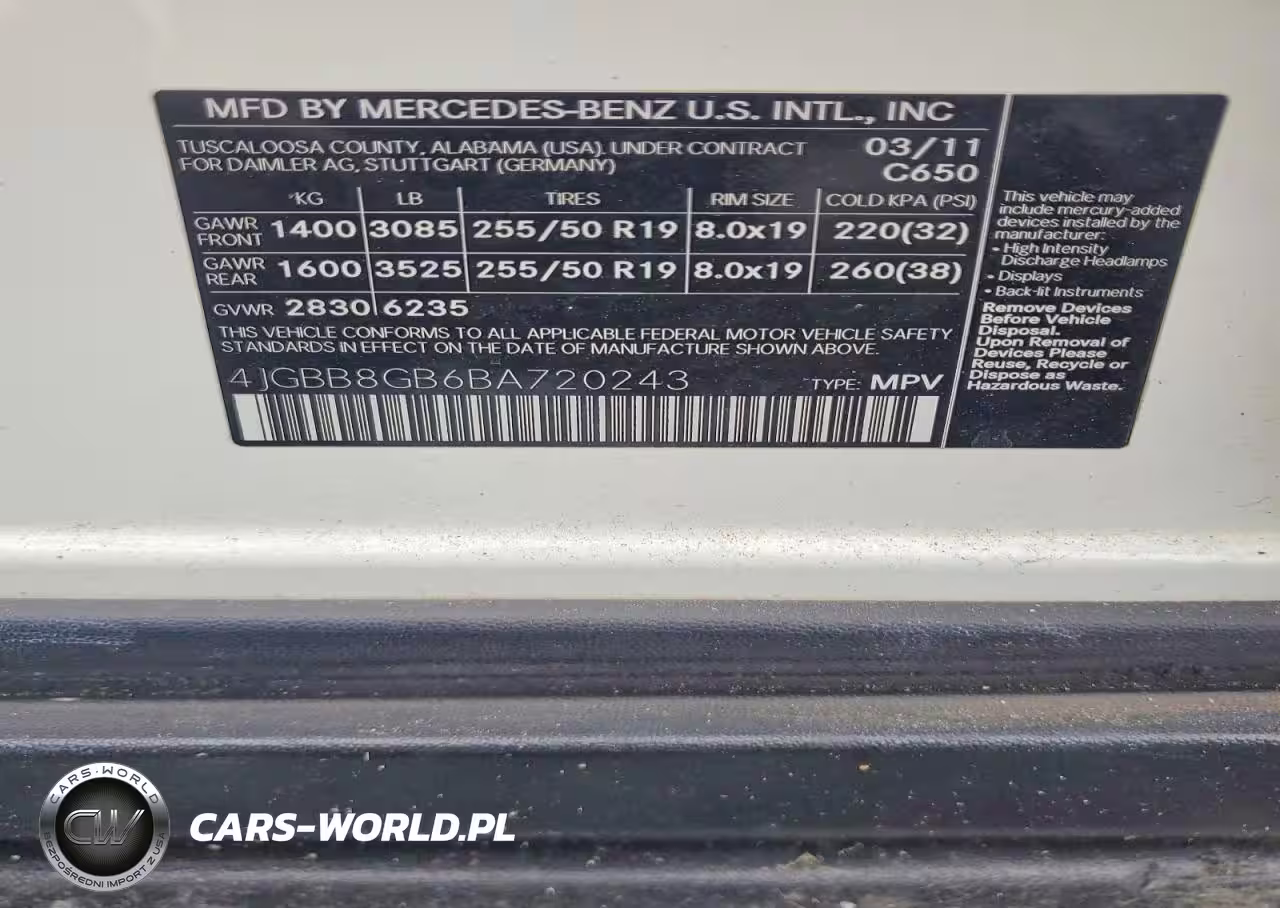 MFD BY MERCEDES-BENZ U.S. INTL., INC
TUSCALOOSA COUNTY, ALABAMA (USA). UNDER CONTRACT
FOR DAIMLER AG, STUTTGART (GERMANY)
03/11
C650
KG LB TIRES RIM SIZE COLD KPA (PSI)
GAWR FRONT 1400 3085 255/50 R19 8.0x19 220(32)
GAWR REAR 1600 3525 255/50 R19 8.0x19 260(38)
GVWR 2830 6235
THIS VEHICLE CONFORMS TO ALL APPLICABLE FEDERAL MOTOR VEHICLE SAFETY
STANDARDS IN EFFECT ON THE DATE OF MANUFACTURE SHOWN ABOVE.
4JGBB8GB6BA720243 TYPE: MPV
This vehicle may
include mercury-added
devices installed by the
manufacturer:
• High Intensity
Discharge Headlamps
• Displays
• Back-lit Instruments
Remove Devices
Before Vehicle
Disposal.
Upon Removal of
Devices Please
Reuse, Recycle or
Dispose as
Hazardous Waste.
CARS-WORLD
CW
BEZPOŚREDNI IMPORT Z USA
CARS-WORLD.PL